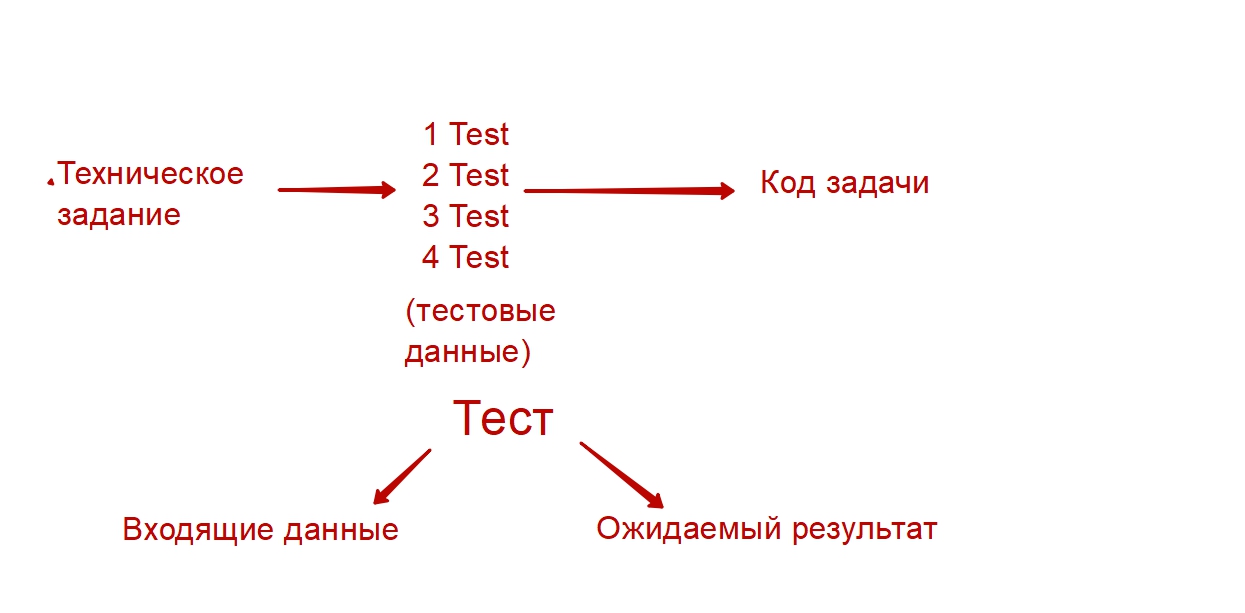 Техническое
задание
1 Test
2 Test
3 Test
4 Test
(тестовые
данные)
Код задачи
Тест
Входящие данные
Ожидаемый результат